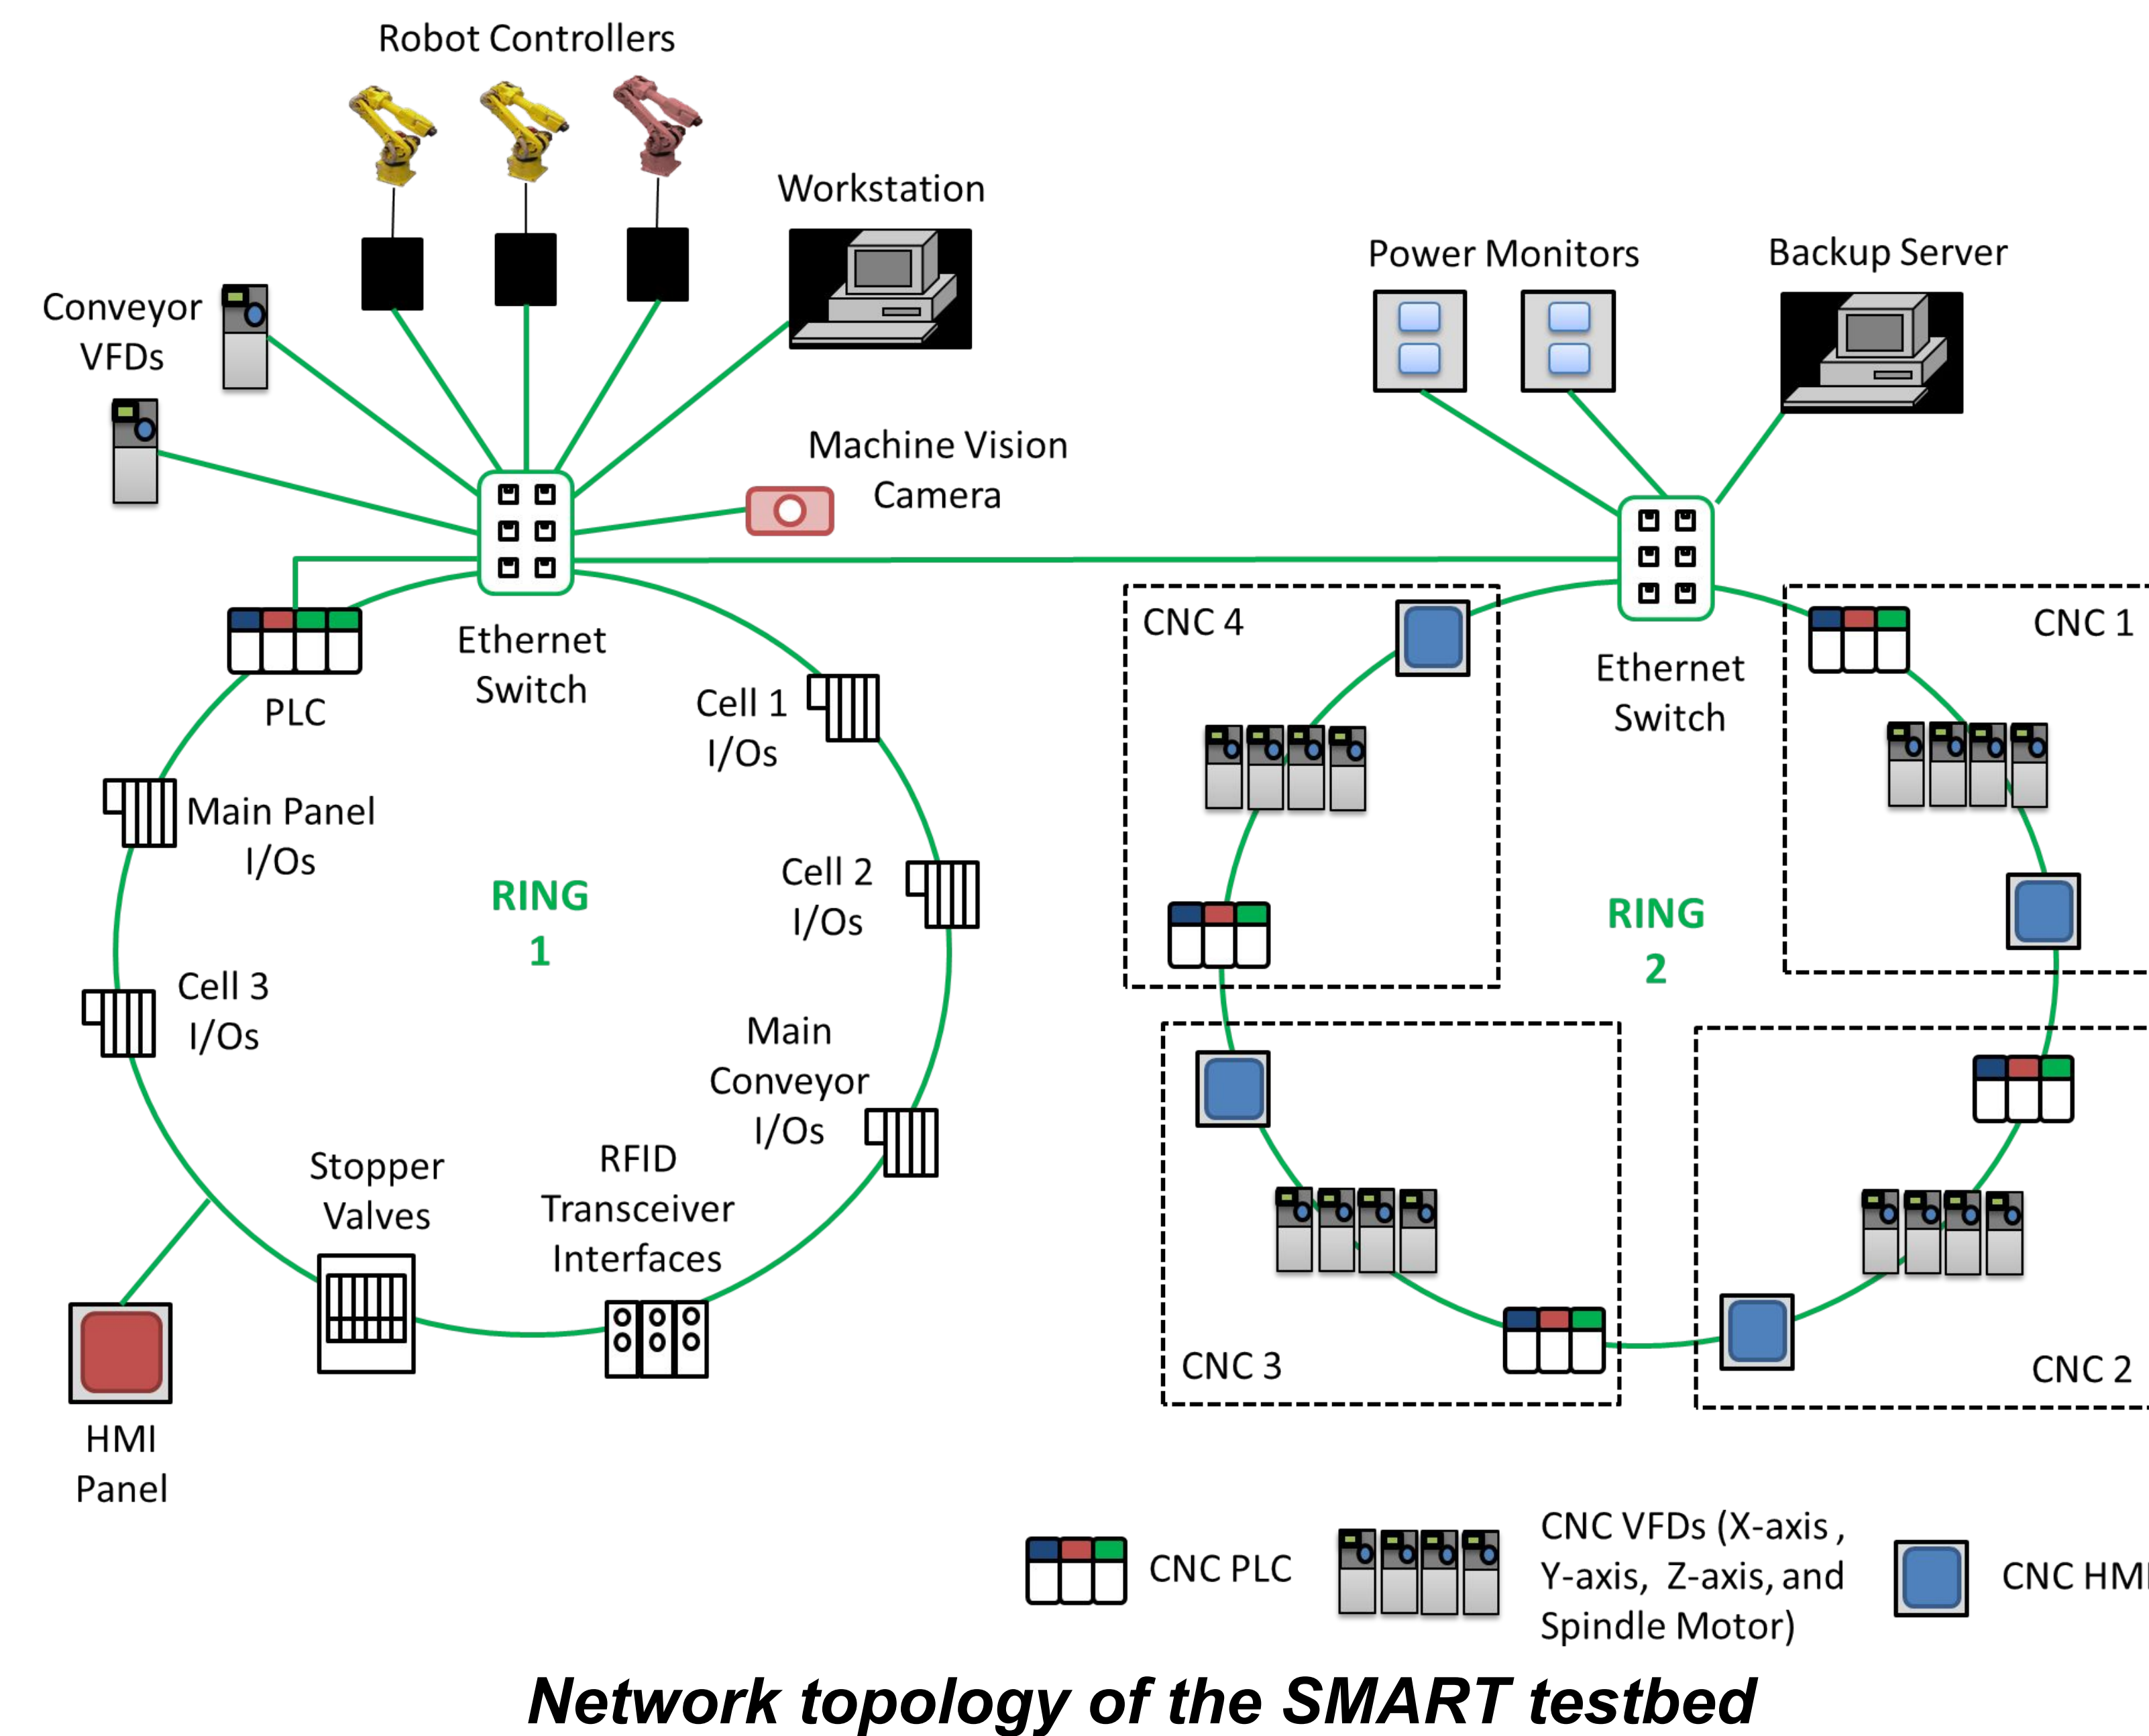 Robot Controllers
Workstation
Conveyor
VFDs
Machine Vision
Camera
Power Monitors
Backup Server
Ethernet
Switch
PLC
Cell 1
I/Os
Main Panel
I/Os
Cell 2
I/Os
RING
1
Cell 3
I/Os
Main
Conveyor
I/Os
Stopper
Valves
RFID
Transceiver
Interfaces
HMI
Panel
CNC 4
Ethernet
Switch
CNC 1
RING
2
CNC 3
CNC 2
CNC PLC
CNC VFDs (X-axis,
Y-axis, Z-axis, and
Spindle Motor)
CNC HMI
Network topology of the SMART testbed